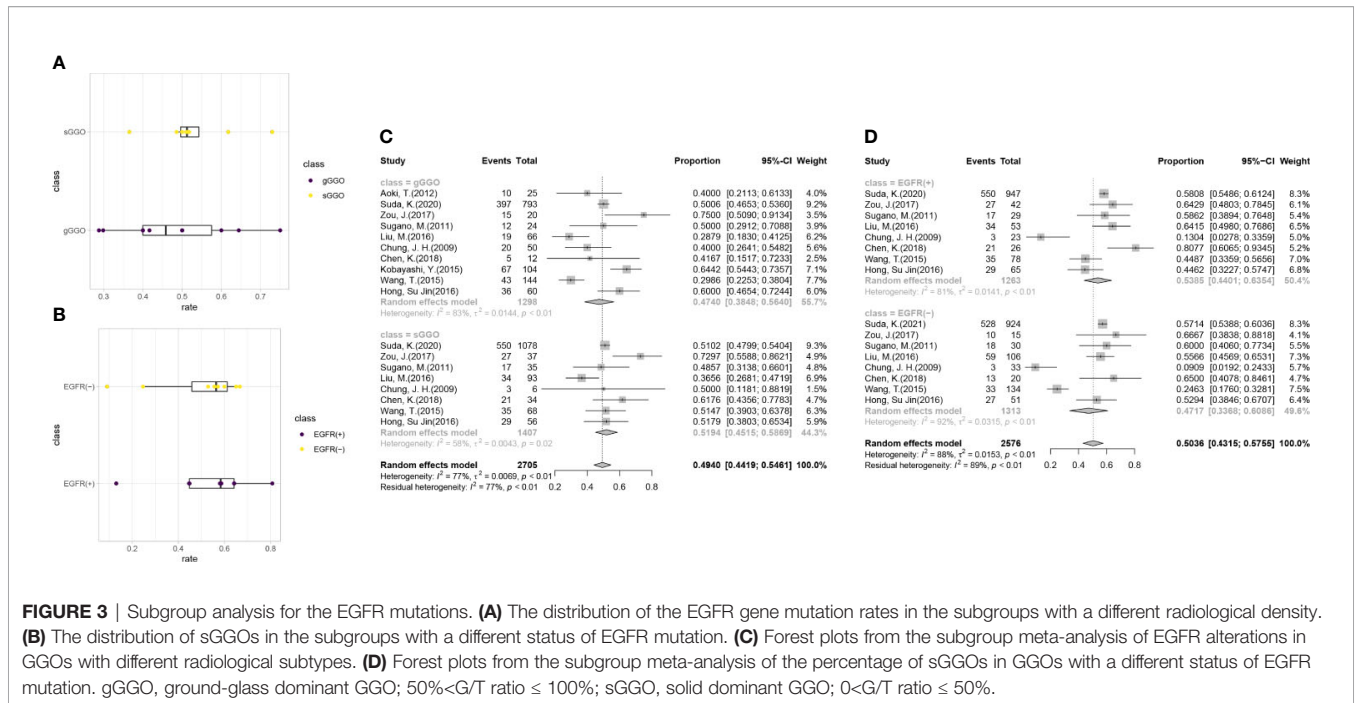 A
sGGO
gGGO
class
0.3 0.4 0.5 0.6 0.7
rate
class
gGGO
sGGO
B
EGFR(−)
EGFR(+)
class
0.2 0.4 0.6 0.8
rate
class
EGFR(+)
EGFR(−)
C
Study Events Total Proportion 95%-CI Weight
class = gGGO
Aoki, T.(2012) 10 25 0.4000 [0.2113; 0.6133] 4.0%
Suda, K.(2020) 397 793 0.5006 [0.4653; 0.5360] 9.2%
Zou, J.(2017) 15 20 0.7500 [0.5090; 0.9134] 3.5%
Sugano, M.(2011) 12 24 0.5000 [0.2912; 0.7088] 3.9%
Liu, M.(2016) 19 66 0.2879 [0.1830; 0.4125] 6.2%
Chung, J. H.(2009) 20 50 0.4000 [0.2641; 0.5482] 5.6%
Chen, K.(2018) 5 12 0.4167 [0.1517; 0.7233] 2.5%
Kobayashi, Y.(2015) 67 104 0.6442 [0.5443; 0.7357] 7.1%
Wang, T.(2015) 43 144 0.2986 [0.2253; 0.3804] 7.7%
Hong, Su Jin(2016) 36 60 0.6000 [0.4654; 0.7244] 6.0%
Random effects model 1298 0.4740 [0.3848; 0.5640] 55.7%
Heterogeneity: I² = 83%, τ² = 0.0144, p < 0.01
class = sGGO
Suda, K.(2020) 550 1078 0.5102 [0.4799; 0.5404] 9.4%
Zou, J.(2017) 27 37 0.7297 [0.5588; 0.8621] 4.9%
Sugano, M.(2011) 17 35 0.4857 [0.3138; 0.6601] 4.7%
Liu, M.(2016) 34 93 0.3656 [0.2681; 0.4719] 6.9%
Chung, J. H.(2009) 3 6 0.5000 [0.1181; 0.8819] 1.5%
Chen, K.(2018) 21 34 0.6176 [0.4356; 0.7783] 4.7%
Wang, T.(2015) 35 68 0.5147 [0.3903; 0.6378] 6.3%
Hong, Su Jin(2016) 29 56 0.5179 [0.3803; 0.6534] 5.9%
Random effects model 1407 0.5194 [0.4515; 0.5869] 44.3%
Heterogeneity: I² = 58%, τ² = 0.0043, p = 0.02
Random effects model 2705 0.4940 [0.4419; 0.5461] 100.0%
Heterogeneity: I² = 77%, τ² = 0.0069, p < 0.01
Residual heterogeneity: I² = 77%, p < 0.01
0.2 0.4 0.6 0.8
D
Study Events Total Proportion 95%−CI Weight
class = EGFR(+)
Suda, K.(2020) 550 947 0.5808 [0.5486; 0.6124] 8.3%
Zou, J.(2017) 27 42 0.6429 [0.4803; 0.7845] 6.1%
Sugano, M.(2011) 17 29 0.5862 [0.3894; 0.7648] 5.4%
Liu, M.(2016) 34 53 0.6415 [0.4980; 0.7686] 6.5%
Chung, J. H.(2009) 3 23 0.1304 [0.0278; 0.3359] 4.9%
Chen, K.(2018) 21 26 0.8077 [0.6065; 0.9345] 5.2%
Wang, T.(2015) 35 78 0.4487 [0.3359; 0.5656] 7.0%
Hong, Su Jin(2016) 29 65 0.4462 [0.3227; 0.5747] 6.8%
Random effects model 1263 0.5385 [0.4401; 0.6354] 50.4%
Heterogeneity: I² = 81%, τ² = 0.0141, p < 0.01
class = EGFR(−)
Suda, K.(2021) 528 924 0.5714 [0.5388; 0.6036] 8.3%
Zou, J.(2017) 10 15 0.6667 [0.3838; 0.8818] 4.1%
Sugano, M.(2011) 18 30 0.6000 [0.4060; 0.7734] 5.5%
Liu, M.(2016) 59 106 0.5566 [0.4569; 0.6531] 7.3%
Chung, J. H.(2009) 3 33 0.0909 [0.0192; 0.2433] 5.7%
Chen, K.(2018) 13 20 0.6500 [0.4078; 0.8461] 4.7%
Wang, T.(2015) 33 134 0.2463 [0.1760; 0.3281] 7.5%
Hong, Su Jin(2016) 27 51 0.5294 [0.3846; 0.6707] 6.4%
Random effects model 1313 0.4717 [0.3368; 0.6086] 49.6%
Heterogeneity: I² = 92%, τ² = 0.0315, p < 0.01
Random effects model 2576 0.5036 [0.4315; 0.5755] 100.0%
Heterogeneity: I² = 88%, τ² = 0.0153, p < 0.01
Residual heterogeneity: I² = 89%, p < 0.01
0.2 0.4 0.6 0.8
FIGURE 3 | Subgroup analysis for the EGFR mutations. (A) The distribution of the EGFR gene mutation rates in the subgroups with a different radiological density.
(B) The distribution of sGGOs in the subgroups with a different status of EGFR mutation. (C) Forest plots from the subgroup meta-analysis of EGFR alterations in
GGOs with different radiological subtypes. (D) Forest plots from the subgroup meta-analysis of the percentage of sGGOs in GGOs with a different status of EGFR
mutation. gGGO, ground-glass dominant GGO; 50%<G/T ratio ≤ 100%; sGGO, solid dominant GGO; 0<G/T ratio ≤ 50%.